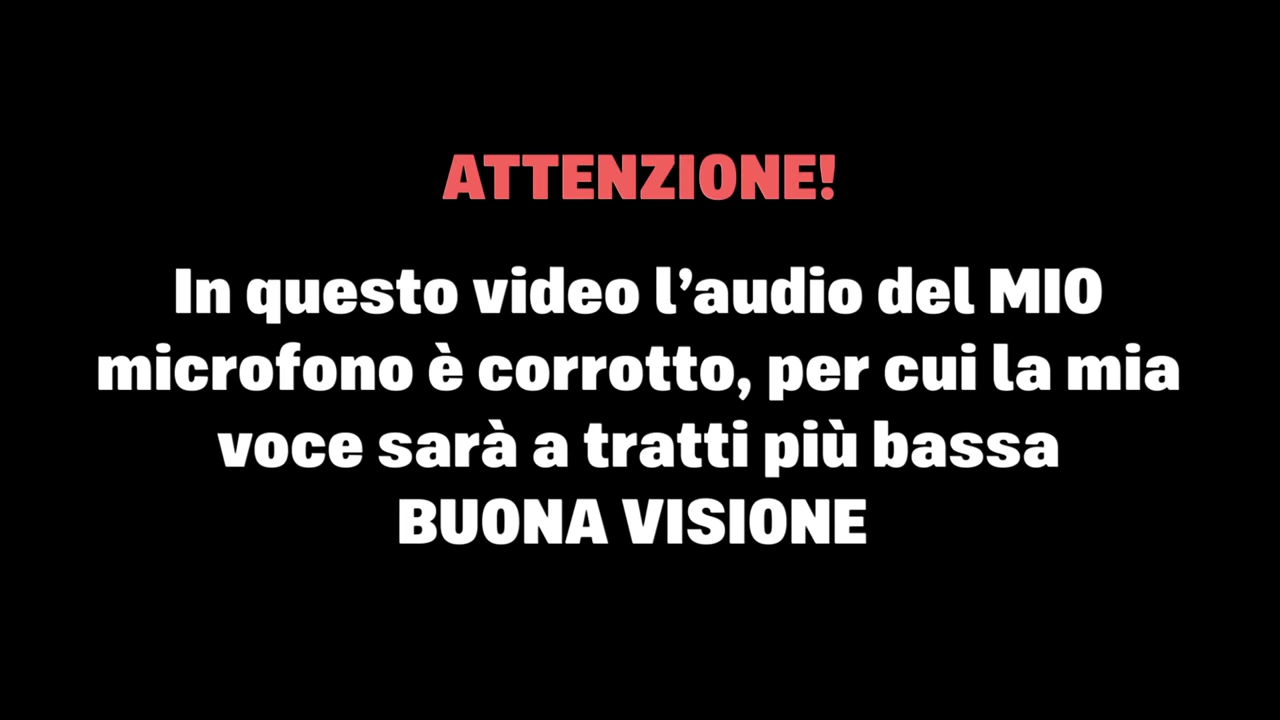 ATTENZIONE!
In questo video l’audio del MIO
microfono è corrotto, per cui la mia
voce sarà a tratti più bassa
BUONA VISIONE